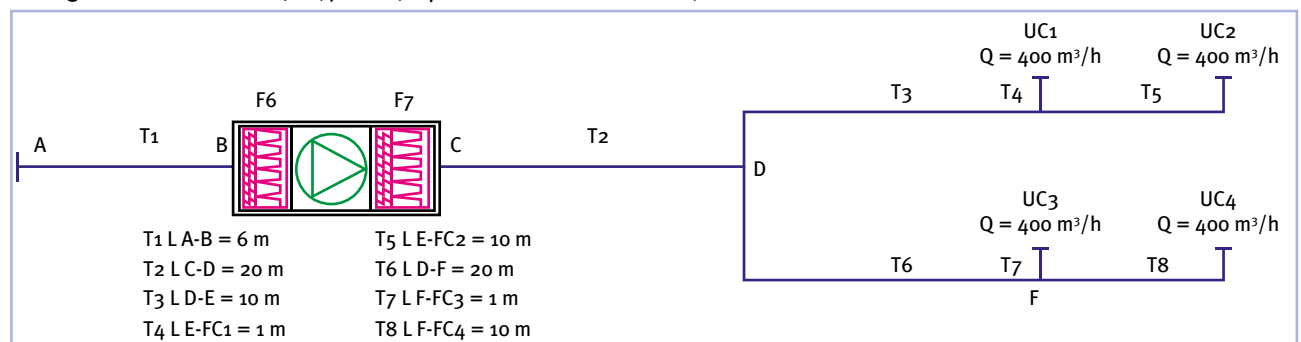 UC1
Q = 400 m³/h
UC2
Q = 400 m³/h
T3
T4
T5
F6
F7
A
T1
B
C
T2
D
UC3
Q = 400 m³/h
UC4
Q = 400 m³/h
T6
T7
T8
F
T1 L A-B = 6 m
T2 L C-D = 20 m
T3 L D-E = 10 m
T4 L E-FC1 = 1 m
T5 L E-FC2 = 10 m
T6 L D-F = 20 m
T7 L F-FC3 = 1 m
T8 L F-FC4 = 10 m